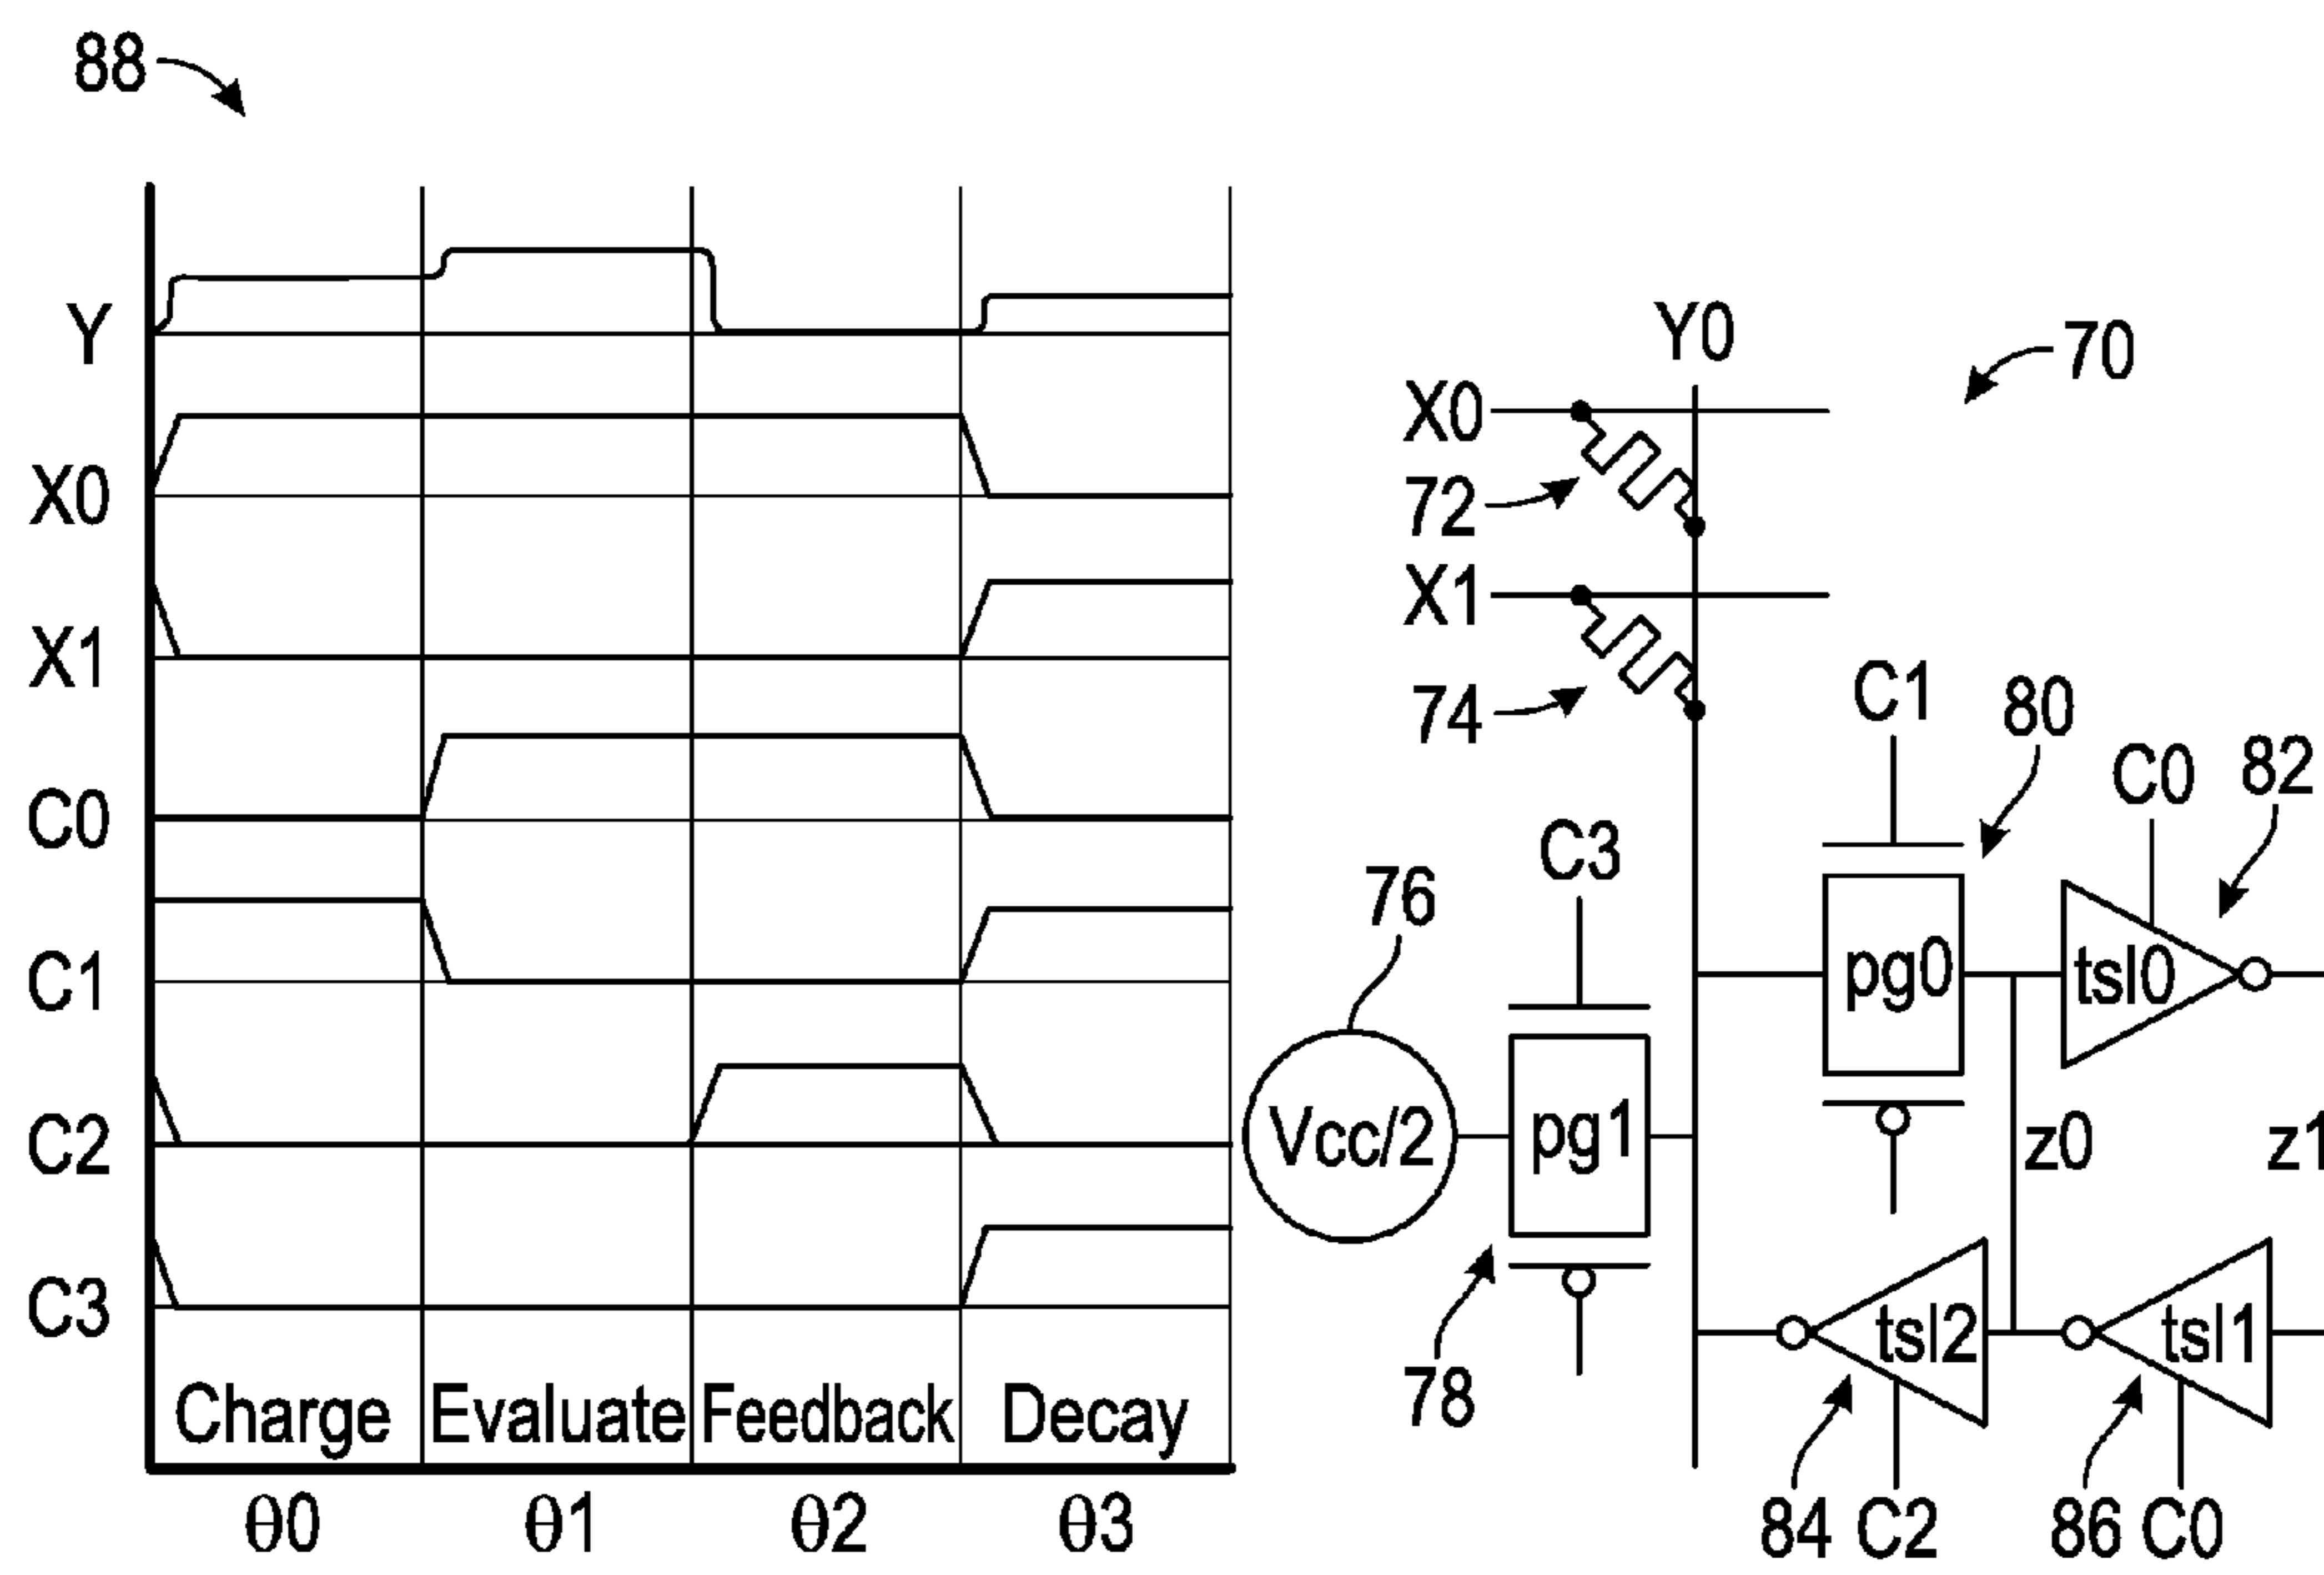 88
Y
X0
X1
C0
C1
C2
C3
Charge Evaluate Feedback Decay
θ0 θ1 θ2 θ3
Y0
70
X0
72
X1
74
C1
80
C0
82
C3
76
pg0
tsl0
Vcc/2
pg1
z0
z1
78
tsl2
tsl1
84 C2
86 C0